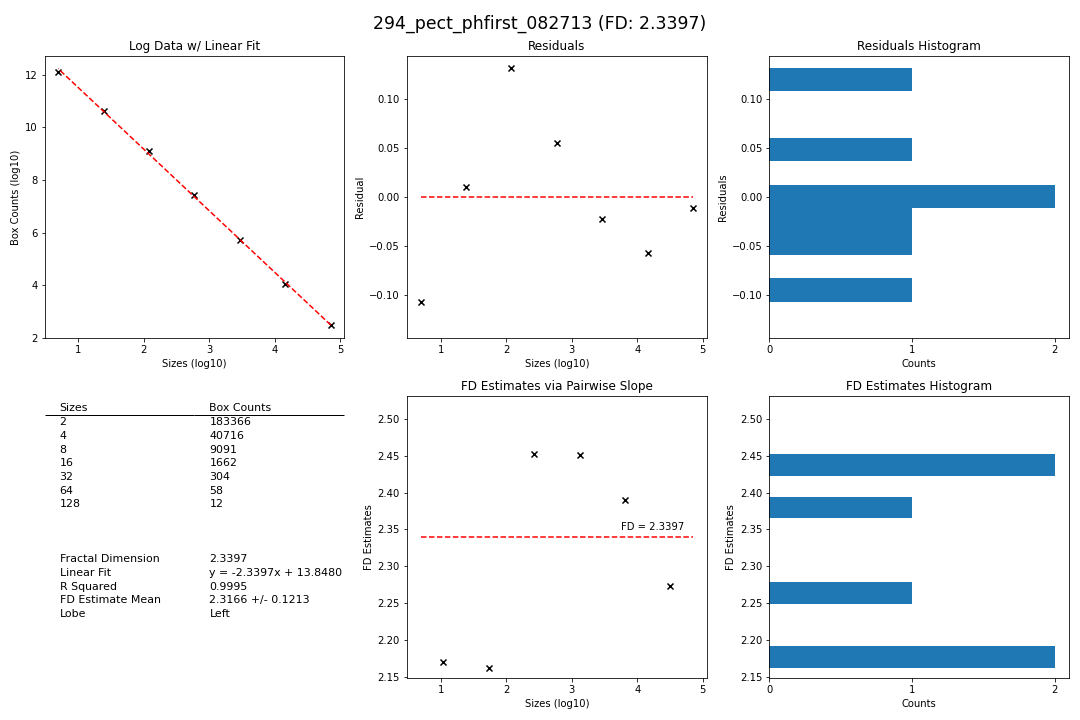 294_pect_phfirst_082713 (FD: 2.3397)
Log Data w/ Linear Fit
12
10
8
6
4
2
1 2 3 4 5
Box Counts (log10)
Sizes (log10)
Residuals
0.10
0.05
0.00
−0.05
−0.10
1 2 3 4 5
Residual
Sizes (log10)
Residuals Histogram
0.10
0.05
0.00
−0.05
−0.10
0 1 2
Residuals
Counts
Sizes Box Counts
2 183366
4 40716
8 9091
16 1662
32 304
64 58
128 12
Fractal Dimension 2.3397
Linear Fit y = -2.3397x + 13.8480
R Squared 0.9995
FD Estimate Mean 2.3166 +/- 0.1213
Lobe Left
FD Estimates via Pairwise Slope
2.50
2.45
2.40
2.35
2.30
2.25
2.20
2.15
FD = 2.3397
1 2 3 4 5
FD Estimates
Sizes (log10)
FD Estimates Histogram
2.50
2.45
2.40
2.35
2.30
2.25
2.20
2.15
0 1 2
FD Estimates
Counts